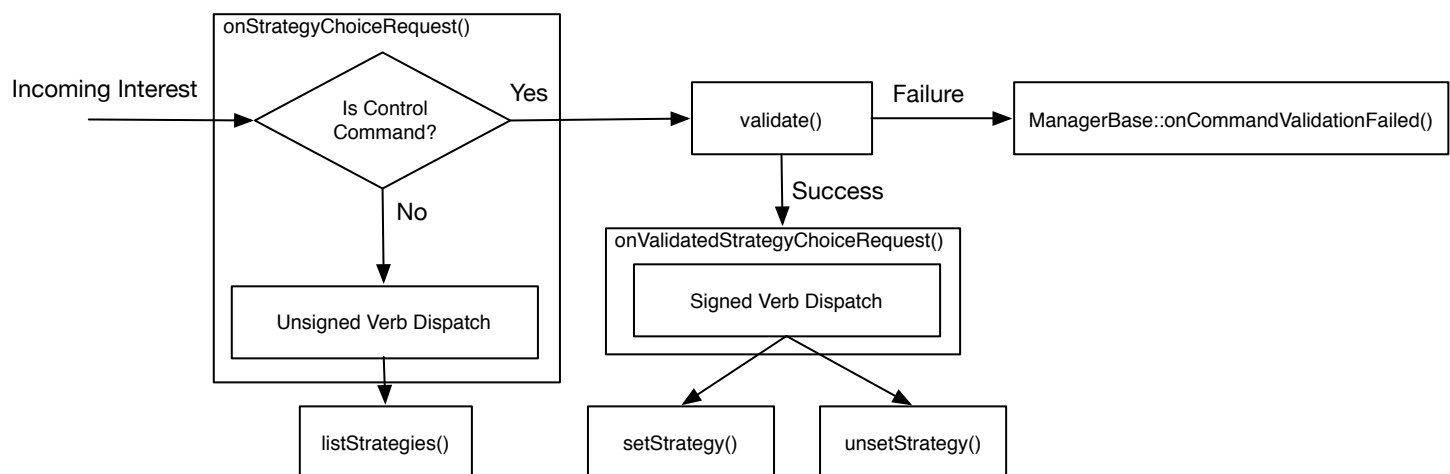 onStrategyChoiceRequest()
Incoming Interest
Is Control
Command?
Yes
validate()
Failure
ManagerBase::onCommandValidationFailed()
No
Success
onValidatedStrategyChoiceRequest()
Unsigned Verb Dispatch
Signed Verb Dispatch
listStrategies()
setStrategy()
unsetStrategy()